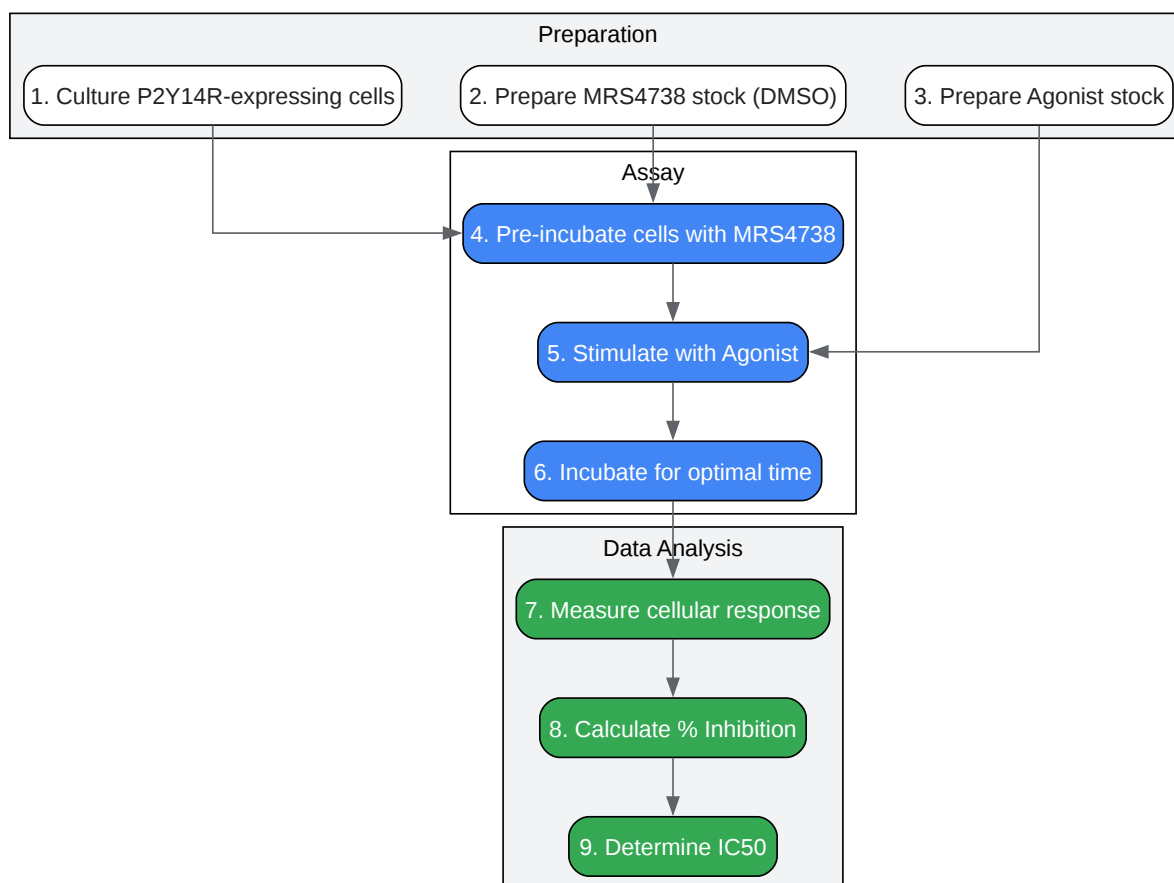 Preparation
1. Culture P2Y14R-expressing cells
2. Prepare MRS4738 stock (DMSO)
3. Prepare Agonist stock
Assay
4. Pre-incubate cells with MRS4738
5. Stimulate with Agonist
6. Incubate for optimal time
Data Analysis
7. Measure cellular response
8. Calculate % Inhibition
9. Determine IC50